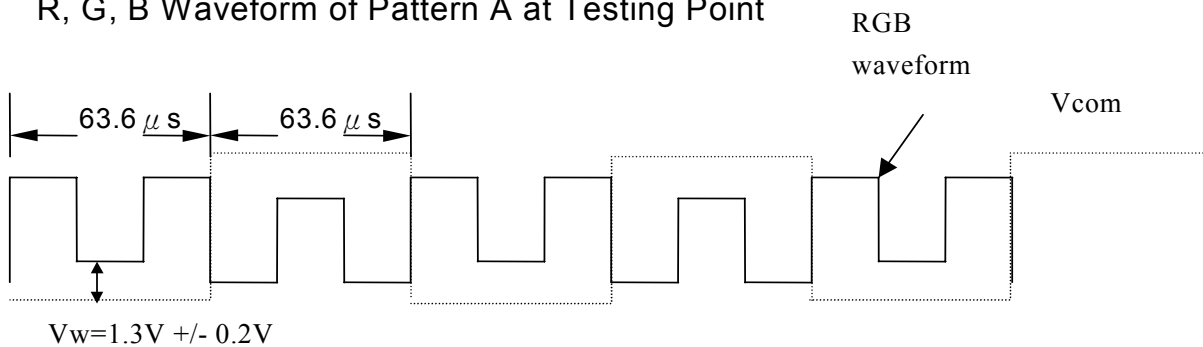 R, G, B Waveform of Pattern A at Testing Point
RGB
waveform
Vcom
63.6 μ s
63.6 μ s
Vw=1.3V +/- 0.2V